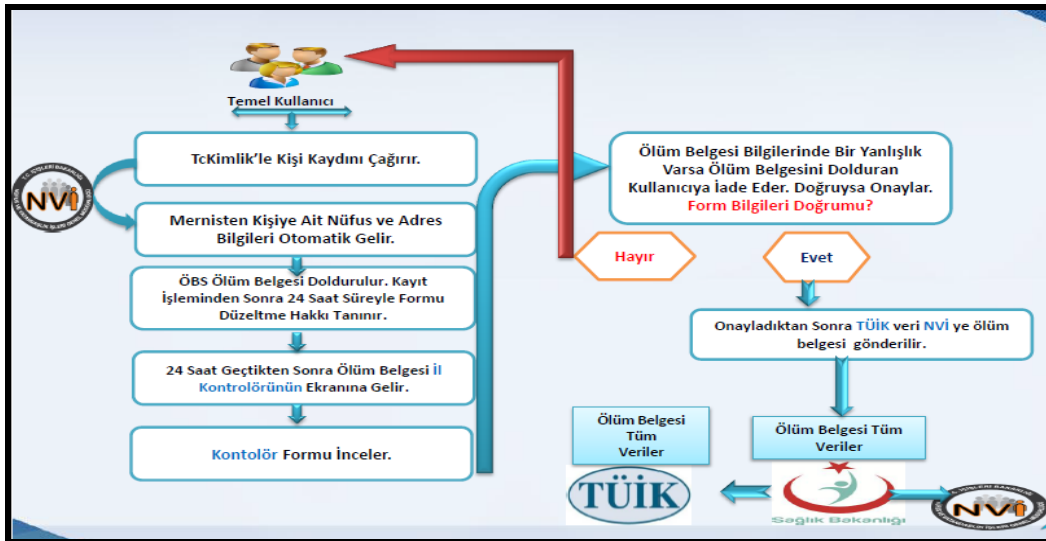 Temel Kullanıcı
TcKimlik'le Kişi Kaydını Çağırır.
NVi
Mernisten Kişiye Ait Nüfus ve Adres
Bilgileri Otomatik Gelir.
ÖBS Ölüm Belgesi Doldurulur. Kayıt
İşleminden Sonra 24 Saat Süreyle Formu
Düzeltme Hakkı Tanınır.
24 Saat Geçtikten Sonra Ölüm Belgesi İl
Kontrolörünün Ekranına Gelir.
Kontolör Formu İnceler.
Ölüm Belgesi Bilgilerinde Bir Yanlışlık
Varsa Ölüm Belgesini Dolduran
Kullanıcıya İade Eder. Doğruysa Onaylar.
Form Bilgileri Doğrumu?
Hayır
Evet
Onayladıktan Sonra TÜİK veri NVİ ye ölüm
belgesi gönderilir.
Ölüm Belgesi
Tüm
Veriler
Ölüm Belgesi Tüm
Veriler
TÜİK
Sağlık Bakanlığı
NVi